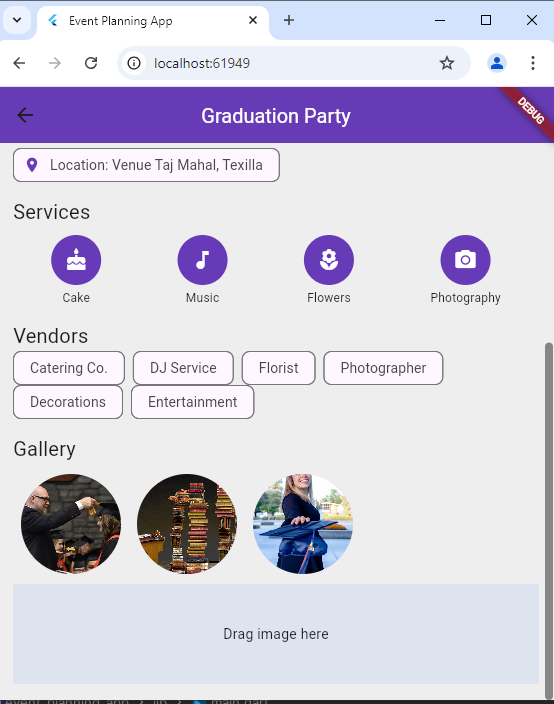 Event Planning App
localhost:61949
Graduation Party
DEBUG
Location: Venue Taj Mahal, Texilla
Services
Cake Music Flowers Photography
Vendors
Catering Co. DJ Service Florist Photographer
Decorations Entertainment
Gallery
Drag image here